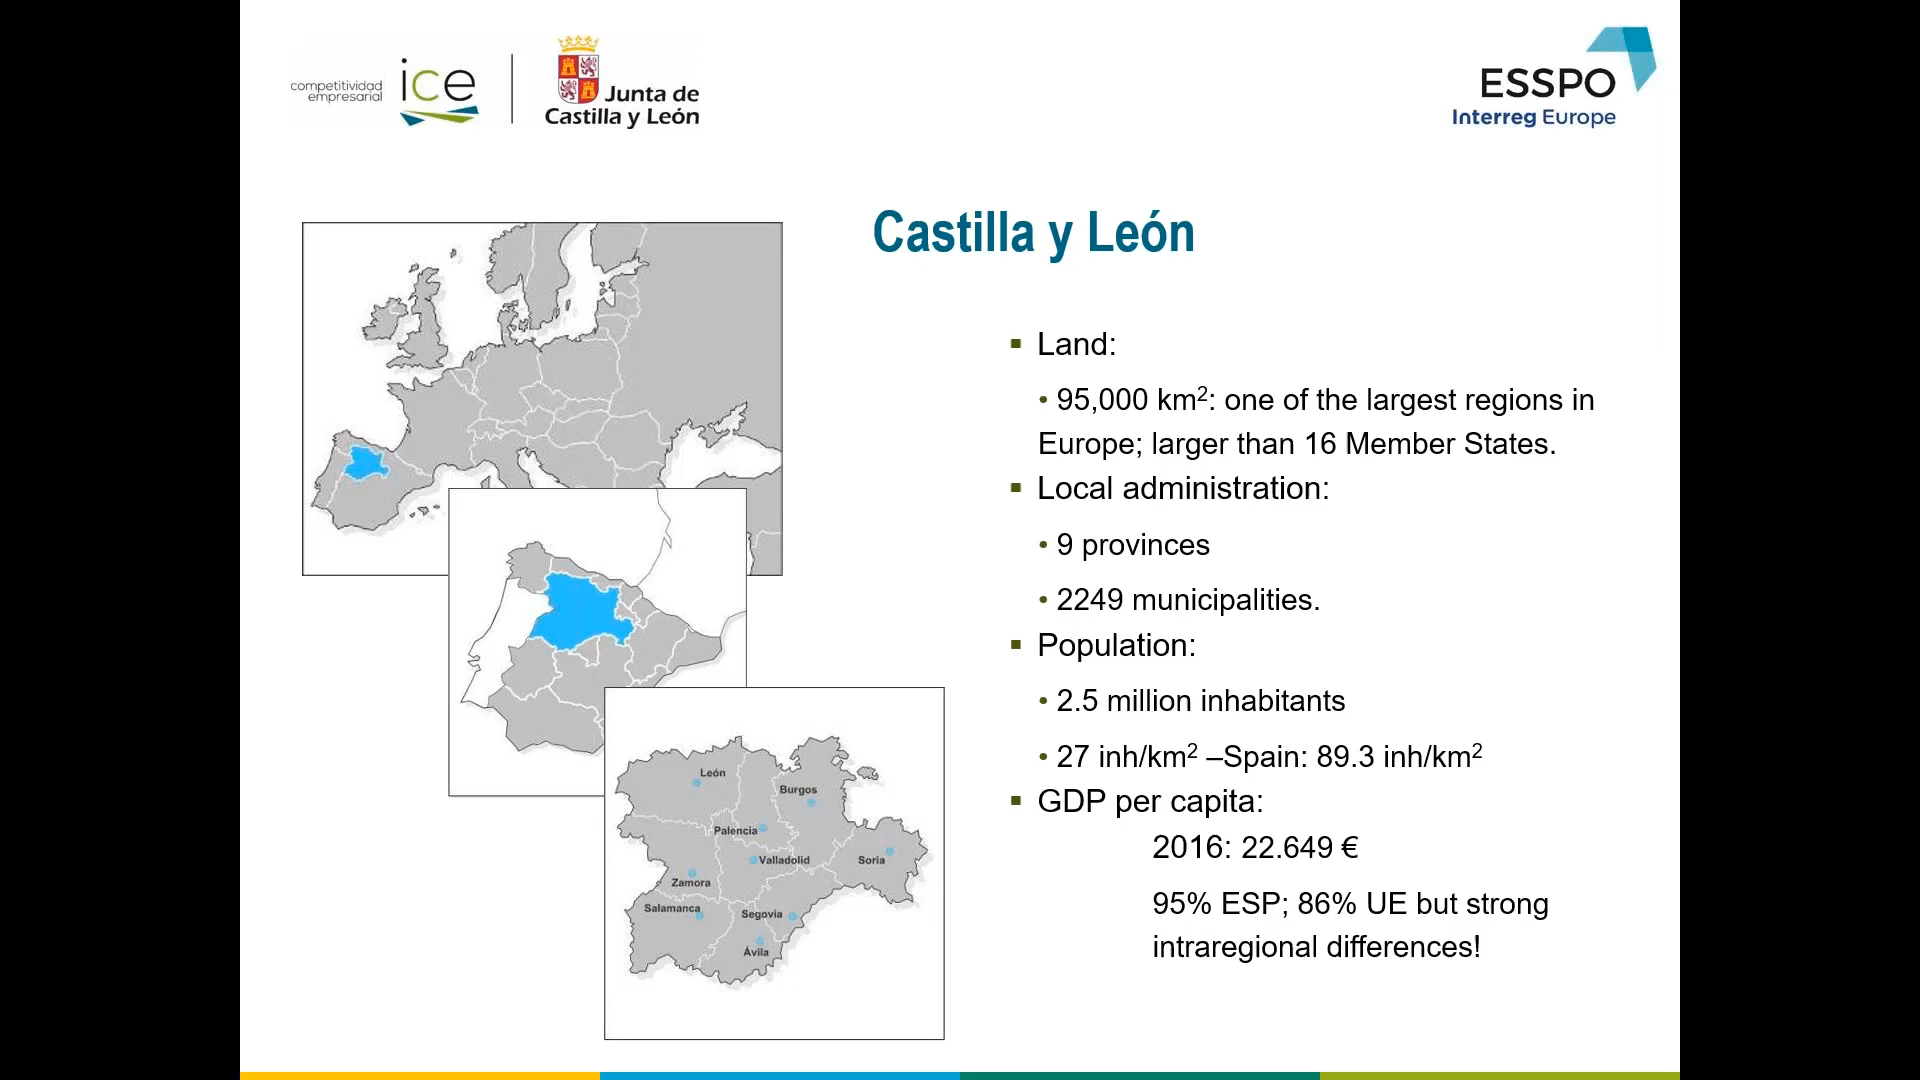 competitividad
empresarial
ice
Junta de
Castilla y León
ESSPO
Interreg Europe
Castilla y León
▪ Land:
• 95,000 km²: one of the largest regions in
Europe; larger than 16 Member States.
▪ Local administration:
• 9 provinces
• 2249 municipalities.
▪ Population:
• 2.5 million inhabitants
• 27 inh/km² –Spain: 89.3 inh/km²
▪ GDP per capita:
2016: 22.649 €
95% ESP; 86% UE but strong
intraregional differences!
León
Burgos
Palencia
Valladolid
Soria
Zamora
Salamanca
Segovia
Ávila